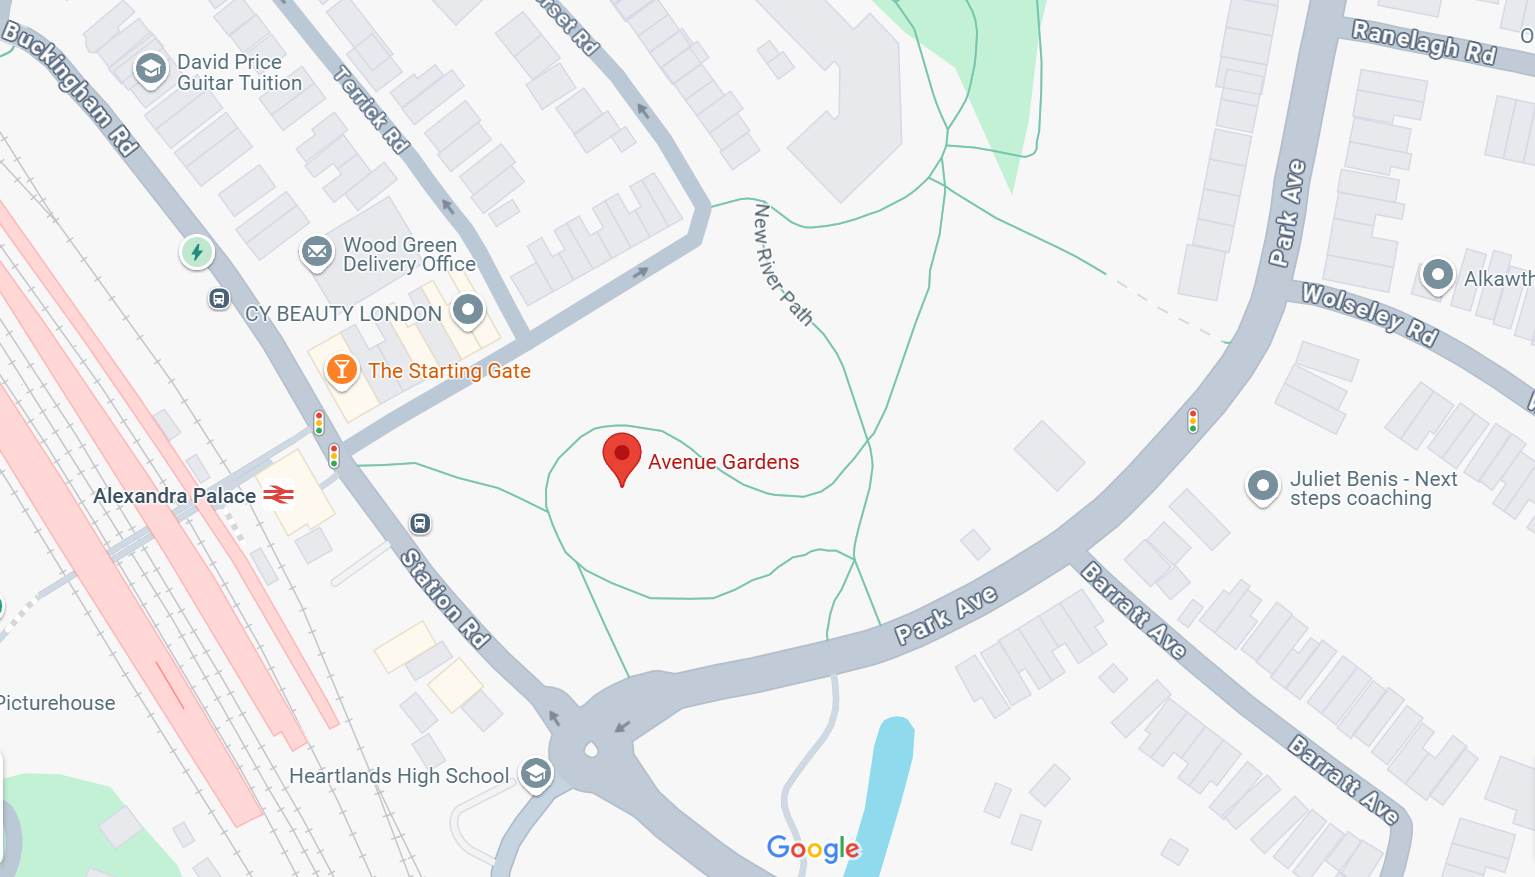 Buckingham Rd
David Price
Guitar Tuition
Terrick Rd
Ranelagh Rd
Park Ave
New River Path
Wood Green
Delivery Office
CY BEAUTY LONDON
The Starting Gate
Wolseley Rd
Alkawth
Avenue Gardens
Alexandra Palace
Juliet Benis - Next
steps coaching
Station Rd
Park Ave
Barratt Ave
Picturehouse
Heartlands High School
Barratt Ave
Google